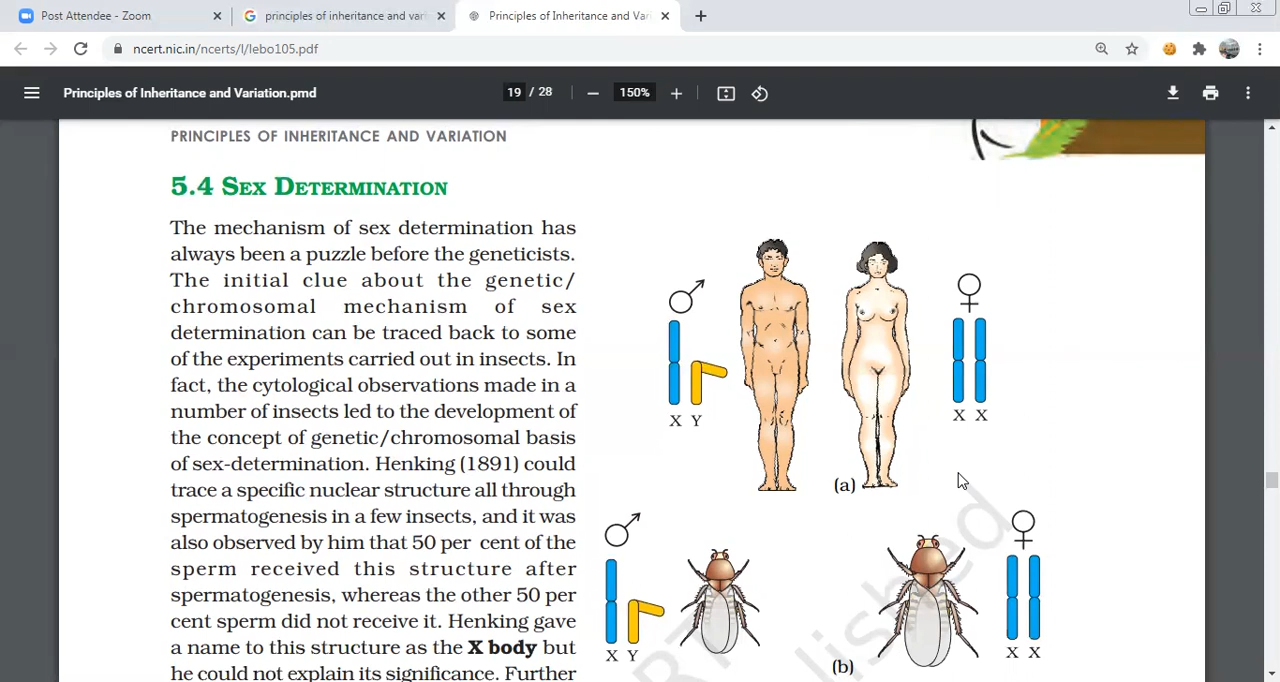 Post Attendee - Zoom
principles of inheritance and vari
Principles of Inheritance and Vari
ncert.nic.in/ncerts/l/lebo105.pdf
Principles of Inheritance and Variation.pmd
19 / 28
150%
PRINCIPLES OF INHERITANCE AND VARIATION
5.4 SEX DETERMINATION
The mechanism of sex determination has
always been a puzzle before the geneticists.
The initial clue about the genetic/
chromosomal mechanism of sex
determination can be traced back to some
of the experiments carried out in insects. In
fact, the cytological observations made in a
number of insects led to the development of
the concept of genetic/chromosomal basis
of sex-determination. Henking (1891) could
trace a specific nuclear structure all through
spermatogenesis in a few insects, and it was
also observed by him that 50 per cent of the
sperm received this structure after
spermatogenesis, whereas the other 50 per
cent sperm did not receive it. Henking gave
a name to this structure as the X body but
he could not explain its significance. Further
X Y
X X
(a)
X Y
X X
(b)
lished